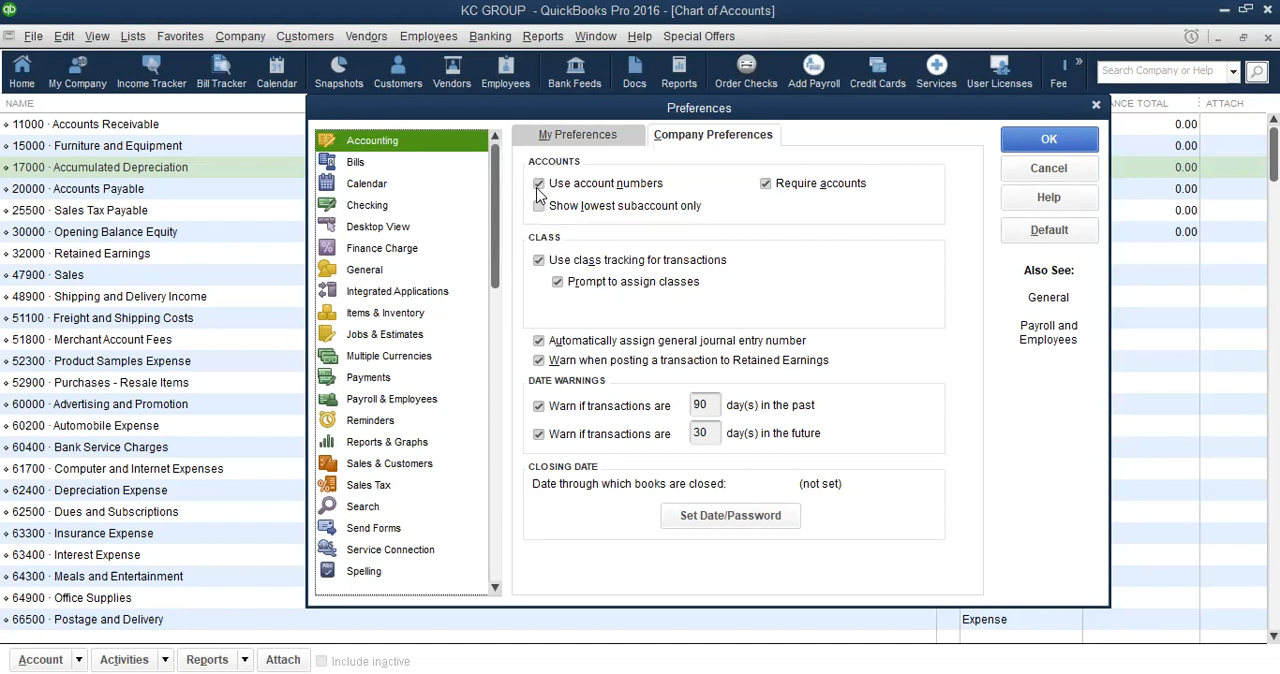 qb
KC GROUP - QuickBooks Pro 2016 - [Chart of Accounts]
File Edit View Lists Favorites Company Customers Vendors Employees Banking Reports Window Help Special Offers
Home My Company Income Tracker Bill Tracker Calendar Snapshots Customers Vendors Employees Bank Feeds Docs Reports Order Checks Add Payroll Credit Cards Services User Licenses Fee » Search Company or Help
NAME ANCE TOTAL ATTACH
Preferences
11000 · Accounts Receivable 0.00
15000 · Furniture and Equipment 0.00
17000 · Accumulated Depreciation 0.00
20000 · Accounts Payable 0.00
25500 · Sales Tax Payable 0.00
30000 · Opening Balance Equity 0.00
32000 · Retained Earnings
47900 · Sales
48900 · Shipping and Delivery Income
51100 · Freight and Shipping Costs
51800 · Merchant Account Fees
52300 · Product Samples Expense
52900 · Purchases - Resale Items
60000 · Advertising and Promotion
60200 · Automobile Expense
60400 · Bank Service Charges
61700 · Computer and Internet Expenses
62400 · Depreciation Expense
62500 · Dues and Subscriptions
63300 · Insurance Expense
63400 · Interest Expense
64300 · Meals and Entertainment
64900 · Office Supplies
66500 · Postage and Delivery Expense
Accounting
Bills
Calendar
Checking
Desktop View
Finance Charge
General
Integrated Applications
Items & Inventory
Jobs & Estimates
Multiple Currencies
Payments
Payroll & Employees
Reminders
Reports & Graphs
Sales & Customers
Sales Tax
Search
Send Forms
Service Connection
Abc
Spelling
My Preferences Company Preferences
ACCOUNTS
Use account numbers Require accounts
Show lowest subaccount only
CLASS
Use class tracking for transactions
Prompt to assign classes
Automatically assign general journal entry number
Warn when posting a transaction to Retained Earnings
DATE WARNINGS
Warn if transactions are 90 day(s) in the past
Warn if transactions are 30 day(s) in the future
CLOSING DATE
Date through which books are closed: (not set)
Set Date/Password
OK
Cancel
Help
Default
Also See:
General
Payroll and
Employees
Account Activities Reports Attach Include inactive